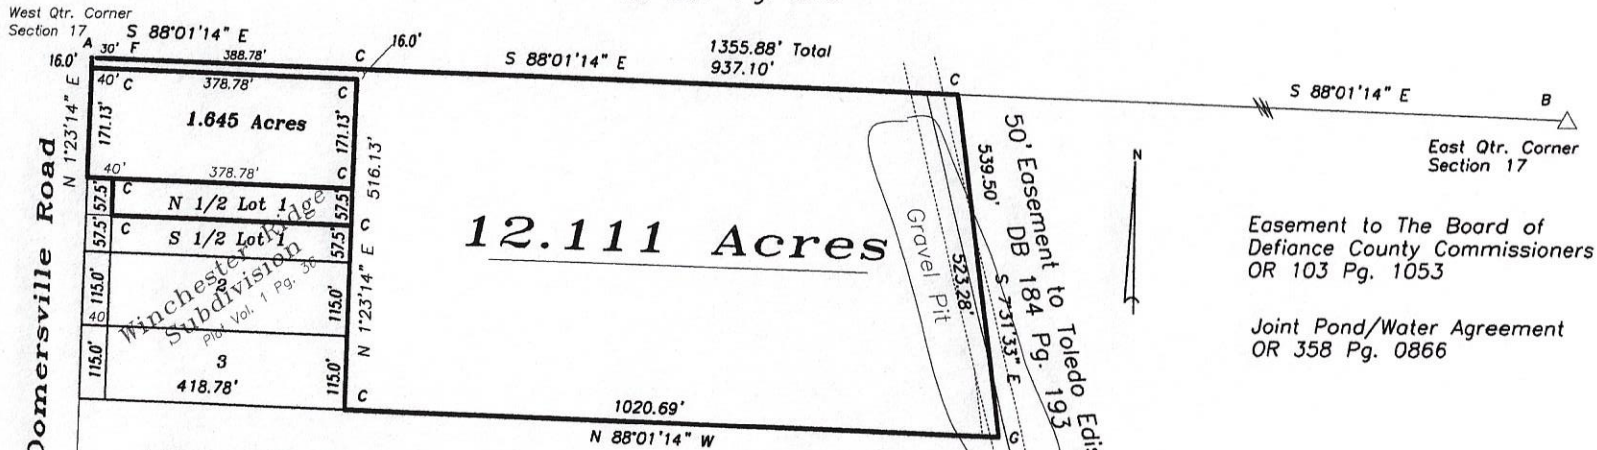 West Qtr. Corner
Section 17
S 88°01'14" E
A 30' F
388.78'
C
16.0'
S 88°01'14" E
1355.88' Total
937.10'
C
S 88°01'14" E
B
East Qtr. Corner
Section 17
16.0'
N 1°23'14" E
40' C
378.78'
C
171.13'
1.645 Acres
171.13'
40'
378.78'
C
Domersville Road
57.5'
C
N 1/2 Lot 1
57.5'
57.5'
C
S 1/2 Lot 1
57.5'
C
516.13'
N 1°23'14" E
Winchester Ridge
Subdivision
Plat Vol. 1 Pg. 36
115.0'
2
115.0'
40'
115.0'
3
418.78'
115.0'
C
12.111 Acres
1020.69'
N 88°01'14" W
Gravel Pit
523.28'
539.50'
S 7°31'33" E
G
50' Easement to Toledo Edis
DB 184 Pg. 193
N
Easement to The Board of
Defiance County Commissioners
OR 103 Pg. 1053
Joint Pond/Water Agreement
OR 358 Pg. 0866